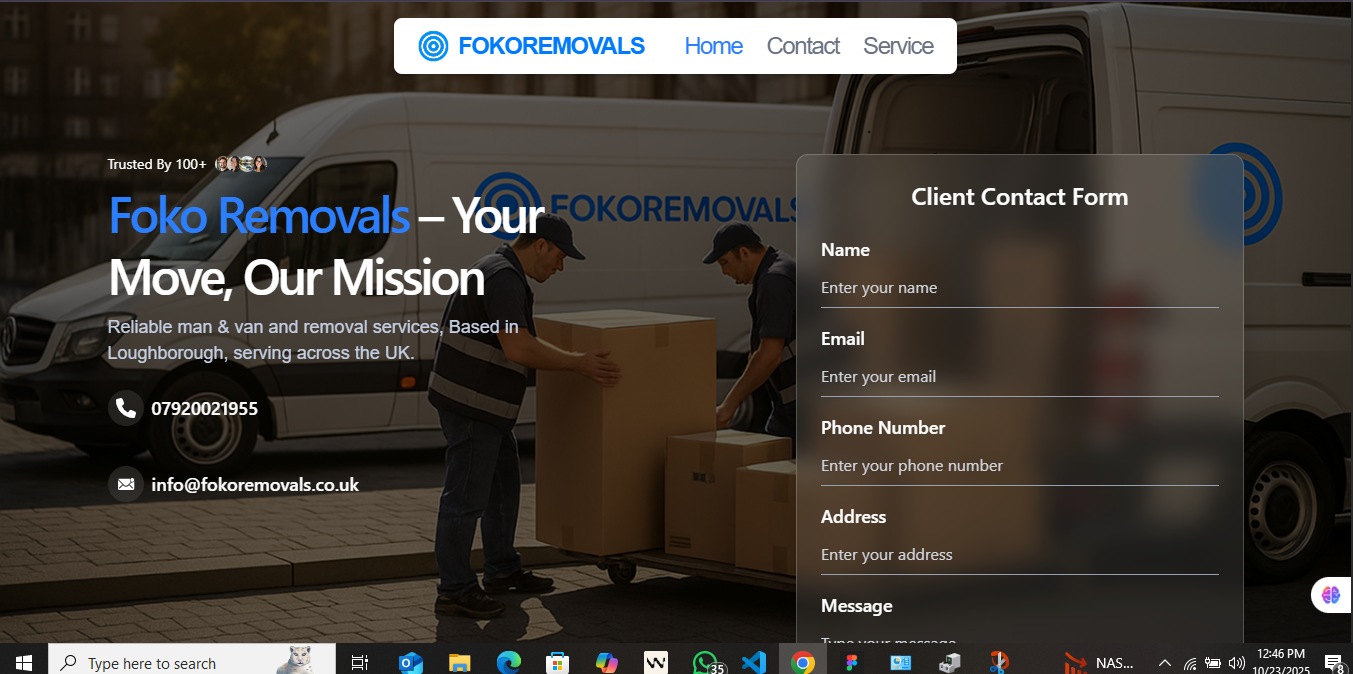 FOKOREMOVALS
Home
Contact
Service
Trusted By 100+
Foko Removals – Your
Move, Our Mission
Reliable man & van and removal services, Based in
Loughborough, serving across the UK.
07920021955
info@fokoremovals.co.uk
FOKOREMOVALS
Client Contact Form
Name
Enter your name
Email
Enter your email
Phone Number
Enter your phone number
Address
Enter your address
Message
Type your message
Type here to search
35
NAS...
12:46 PM
10/23/2025
8